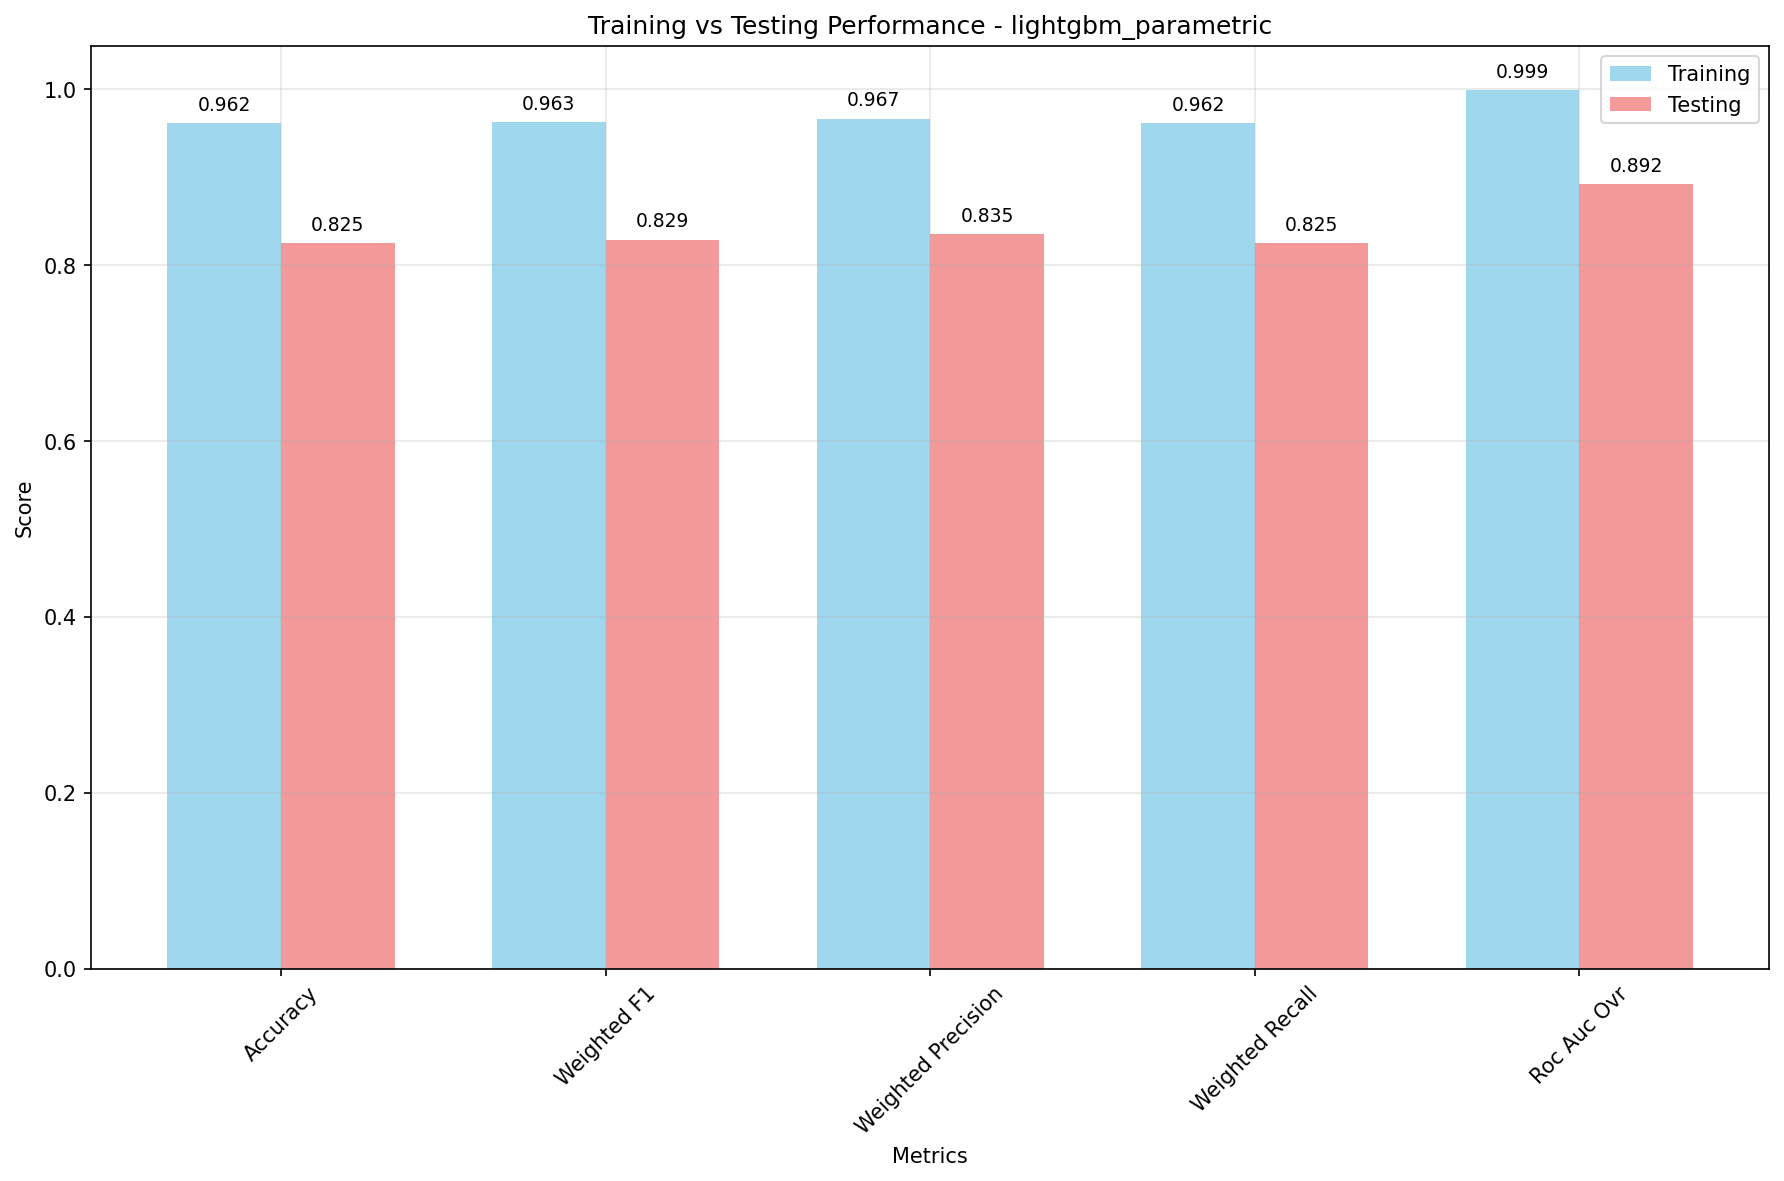 Training vs Testing Performance - lightgbm_parametric
Training
Testing
Score
1.0
0.8
0.6
0.4
0.2
0.0
0.962
0.825
0.963
0.829
0.967
0.835
0.962
0.825
0.999
0.892
Accuracy
Weighted F1
Weighted Precision
Weighted Recall
Roc Auc Ovr
Metrics